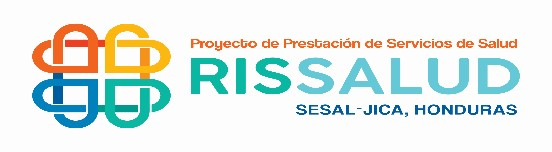 Proyecto de Prestación de Servicios de Salud
RISSALUD
SESAL-JICA, HONDURAS